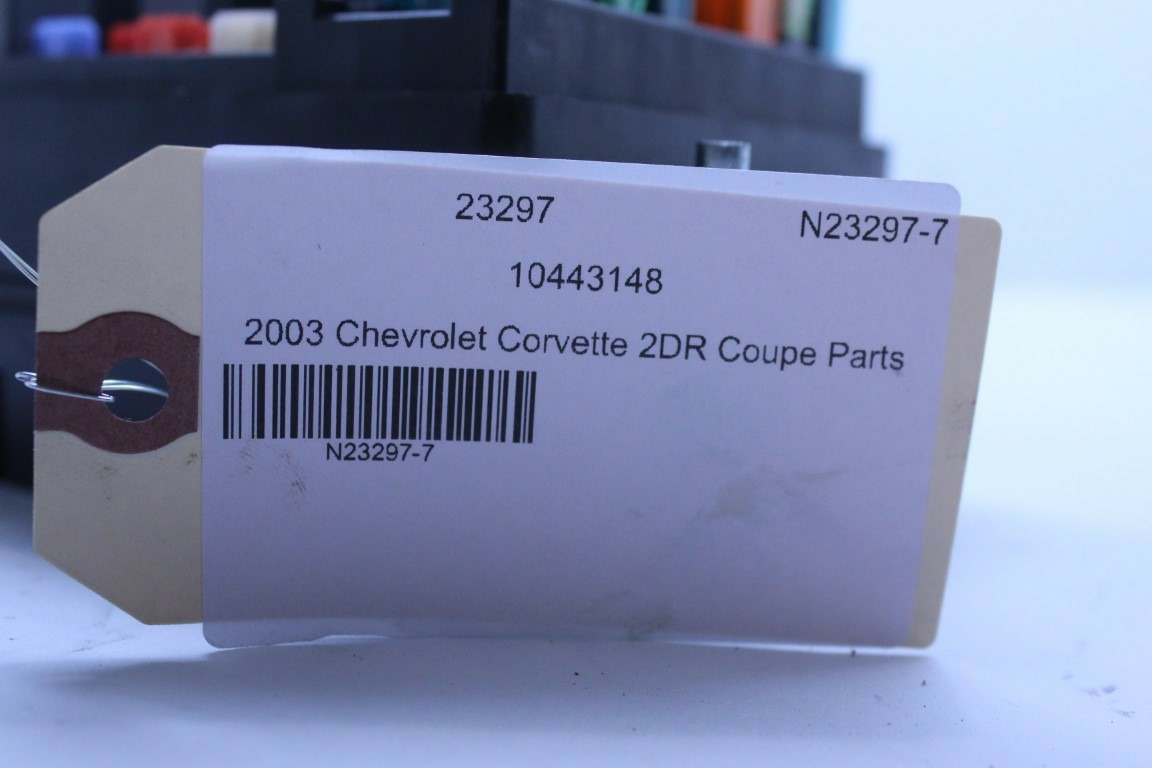 23297
N23297-7
10443148
2003 Chevrolet Corvette 2DR Coupe Parts
N23297-7